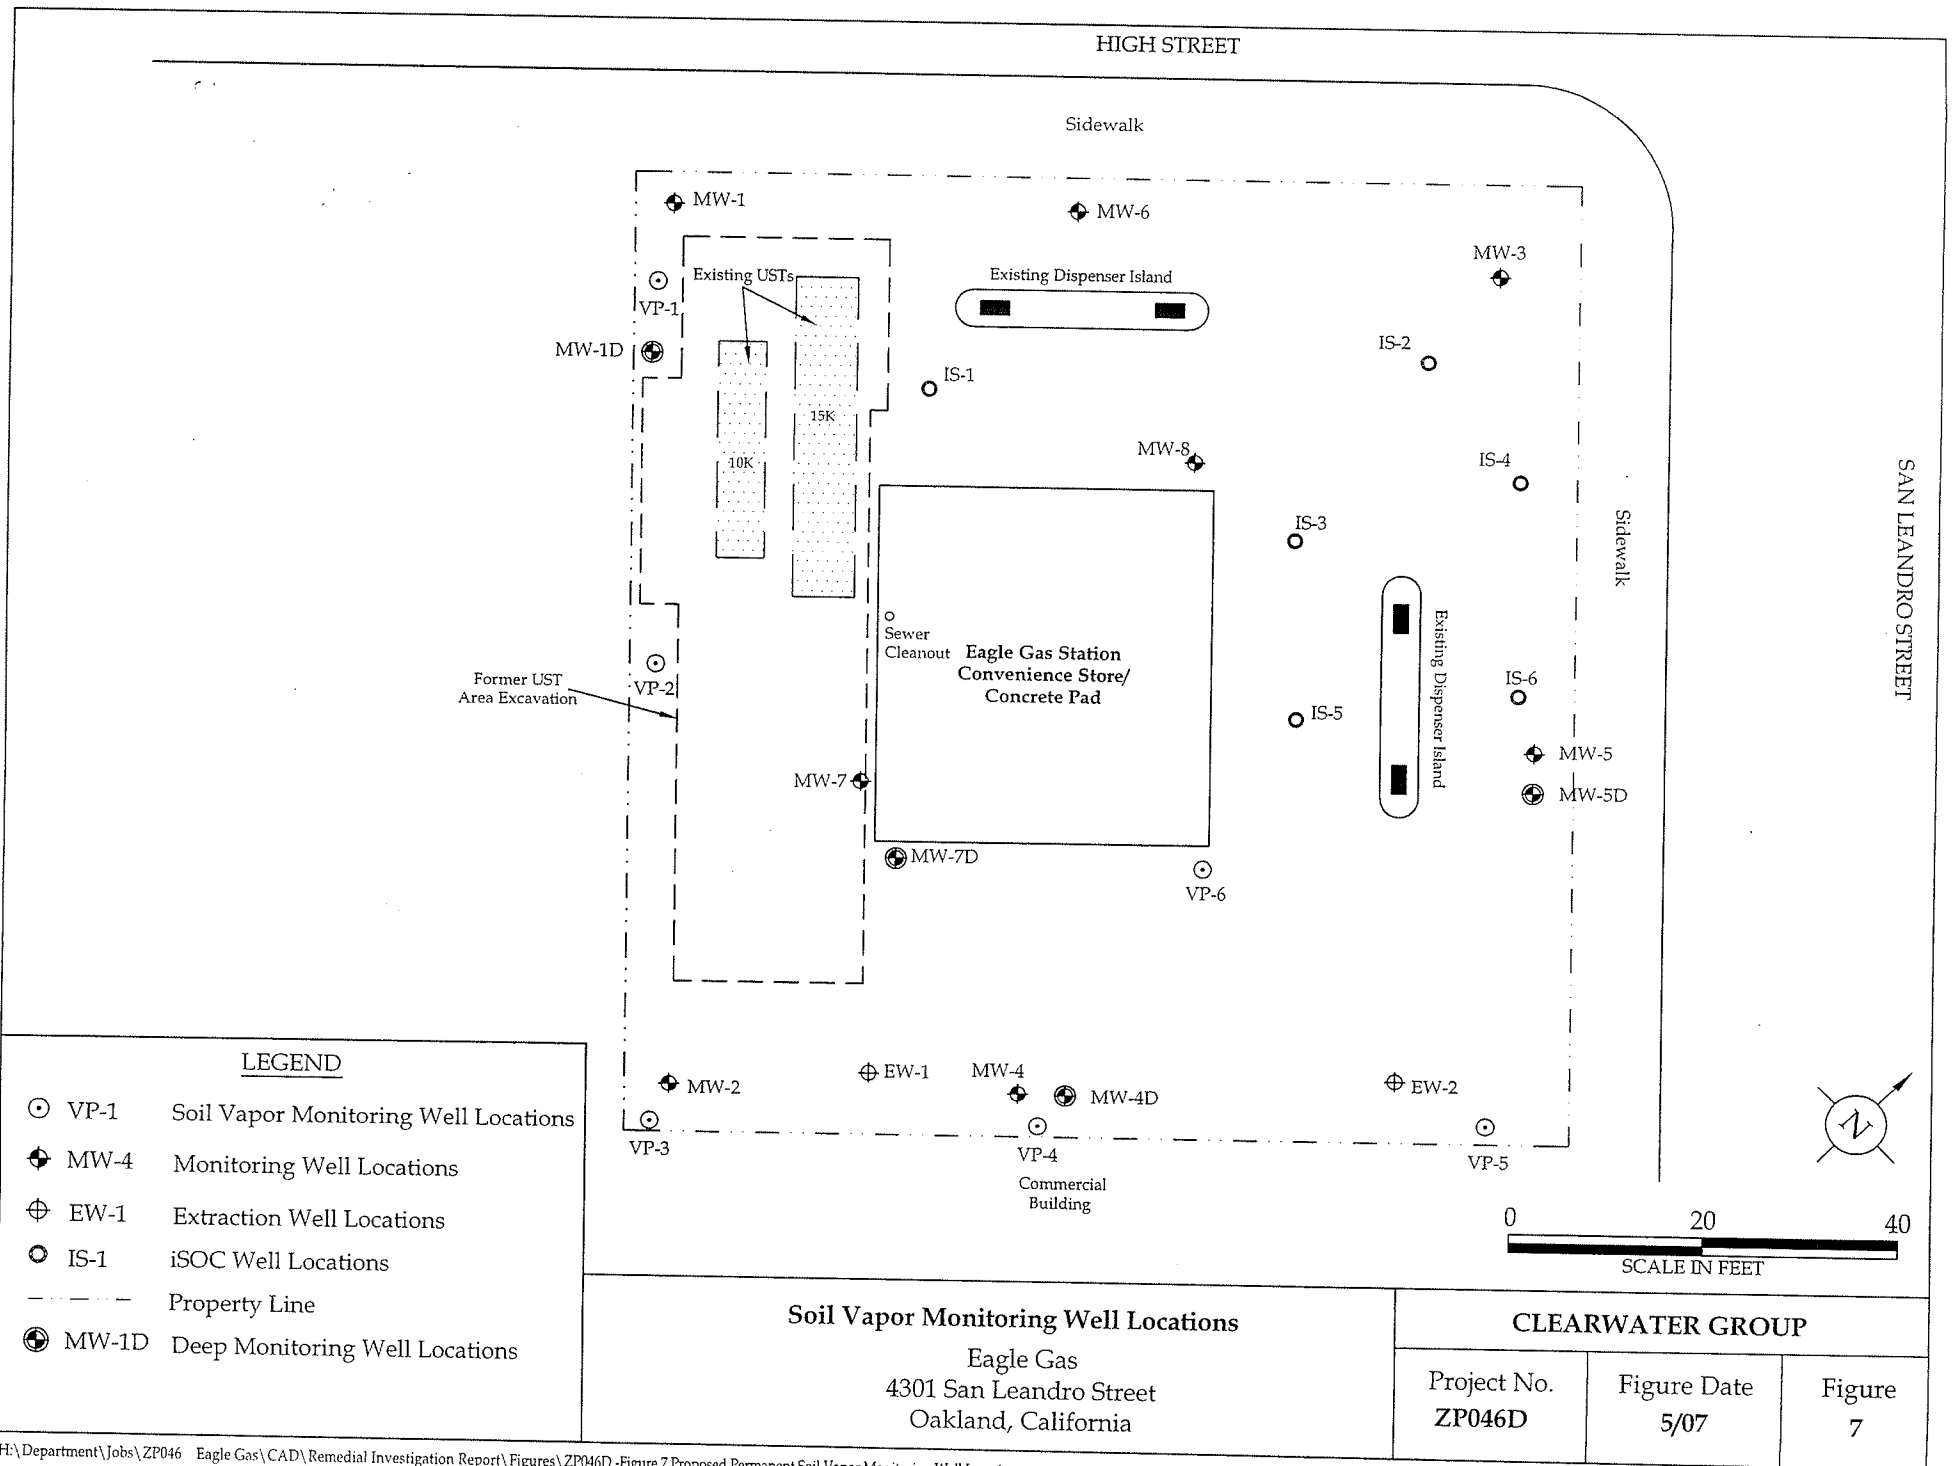 HIGH STREET
Sidewalk
MW-1
MW-6
MW-3
Existing USTs
Existing Dispenser Island
VP-1
MW-1D
IS-2
IS-1
15K
MW-8
10K
IS-4
SAN LEANDRO STREET
IS-3
Sidewalk
Sewer
Cleanout
Eagle Gas Station
Convenience Store/
Concrete Pad
Existing Dispenser Island
Former UST
Area Excavation
VP-2
IS-6
IS-5
MW-5
MW-7
MW-5D
MW-7D
VP-6
EW-1
MW-4
MW-2
MW-4D
EW-2
VP-3
VP-4
VP-5
Commercial
Building
N
LEGEND
VP-1 Soil Vapor Monitoring Well Locations
MW-4 Monitoring Well Locations
EW-1 Extraction Well Locations
IS-1 iSOC Well Locations
Property Line
MW-1D Deep Monitoring Well Locations
0 20 40
SCALE IN FEET
Soil Vapor Monitoring Well Locations
Eagle Gas
4301 San Leandro Street
Oakland, California
CLEARWATER GROUP
Project No.
ZP046D
Figure Date
5/07
Figure
7
H:\Department\Jobs\ZP046 Eagle Gas\CAD\Remedial Investigation Report\Figures\ZP046D -Figure 7 Proposed Permanent Soil Vapor